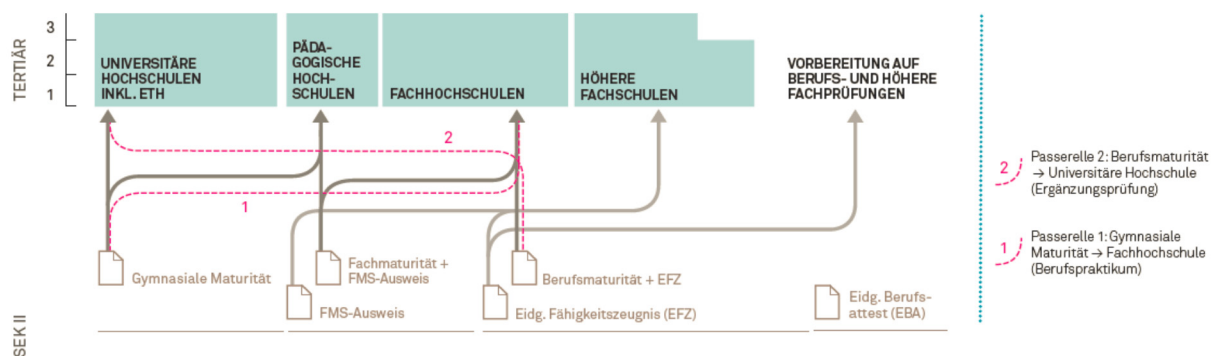 TERTIÄR
3
2
1
UNIVERSITÄRE
HOCHSCHULEN
INKL. ETH
PÄDA-
GOGISCHE
HOCH-
SCHULEN
FACHHOCHSCHULEN
HÖHERE
FACHSCHULEN
VORBEREITUNG AUF
BERUFS- UND HÖHERE
FACHPRÜFUNGEN
2
1
2
Passerelle 2: Berufsmaturität
→ Universitäre Hochschule
(Ergänzungsprüfung)
1
Passerelle 1: Gymnasiale
Maturität → Fachhochschule
(Berufspraktikum)
Gymnasiale Maturität
Fachmaturität +
FMS-Ausweis
Berufsmaturität + EFZ
FMS-Ausweis
Eidg. Fähigkeitszeugnis (EFZ)
Eidg. Berufs-
attest (EBA)
SEK II